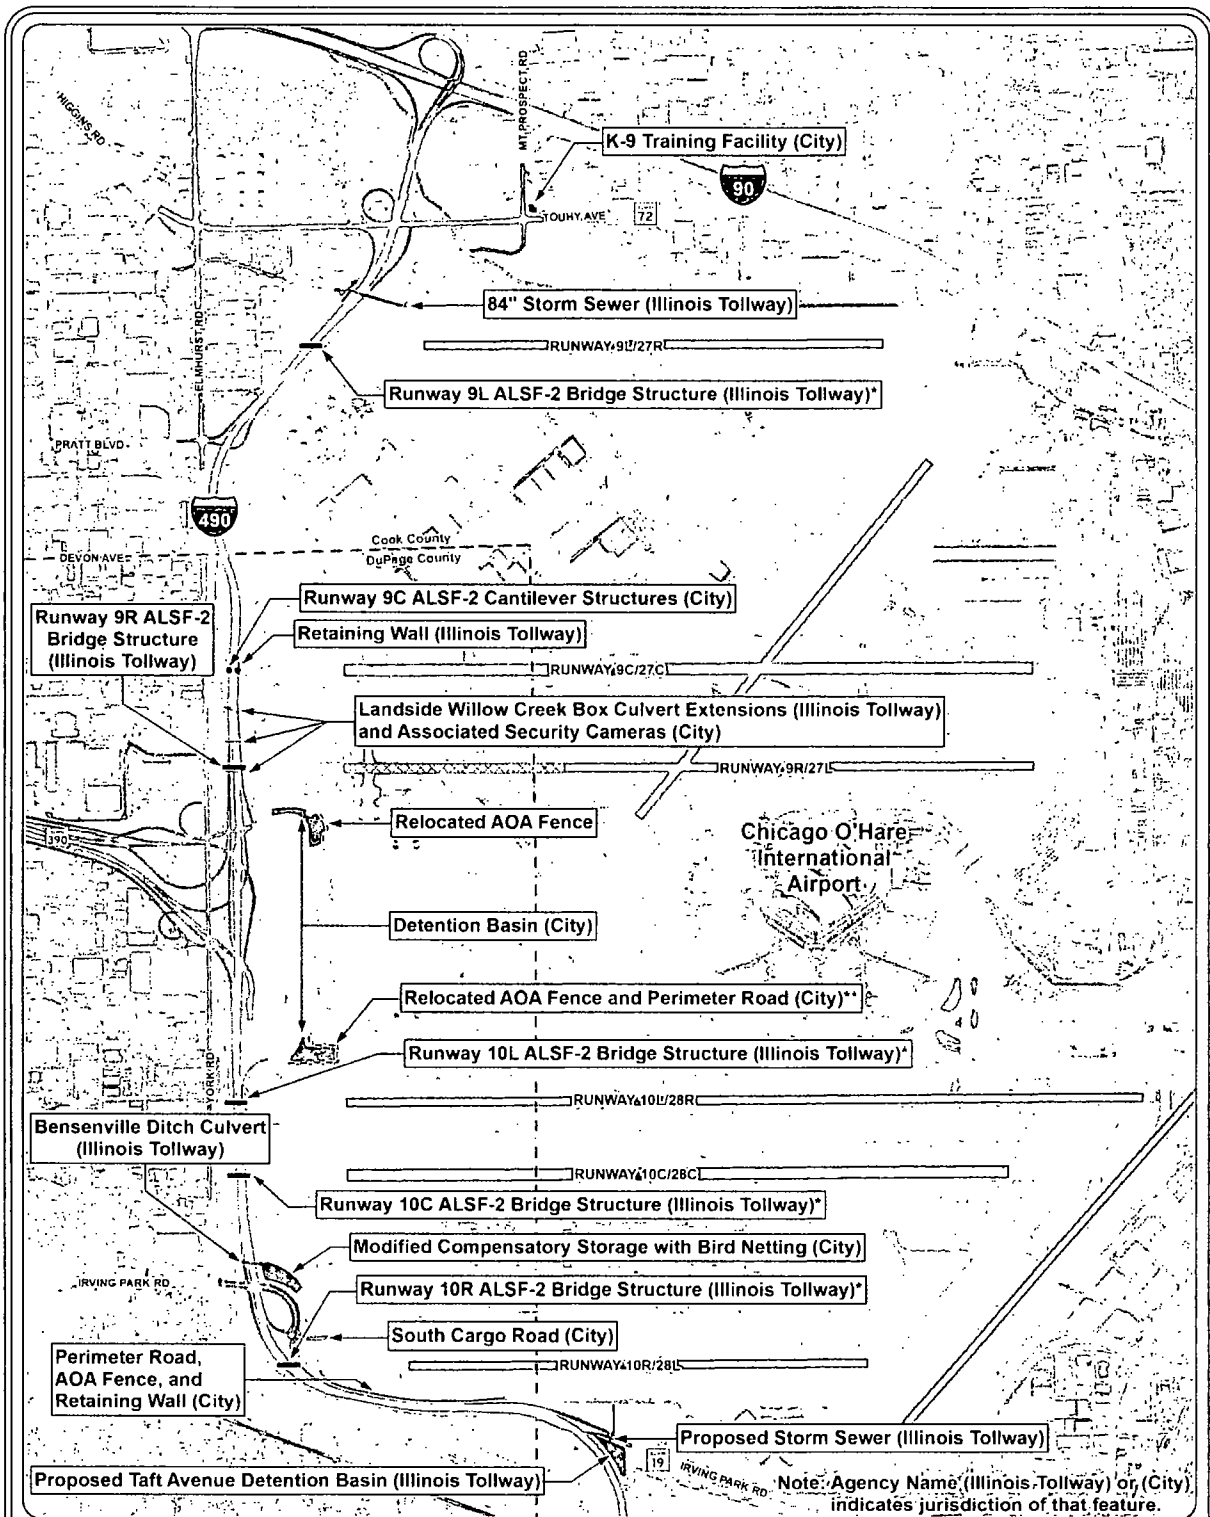 HIGGINS RD
MT PROSPECT RD
K-9 Training Facility (City)
90
TOUHY AVE
72
84" Storm Sewer (Illinois Tollway)
ELMHURST RD
RUNWAY 9L/27R
Runway 9L ALSF-2 Bridge Structure (Illinois Tollway)*
PRATT BLVD
490
Cook County
DEVON AVE
DuPage County
Runway 9C ALSF-2 Cantilever Structures (City)
Runway 9R ALSF-2
Bridge Structure
(Illinois Tollway)
Retaining Wall (Illinois Tollway)
RUNWAY 9C/27C
Landside Willow Creek Box Culvert Extensions (Illinois Tollway)
and Associated Security Cameras (City)
RUNWAY 9R/27L
Relocated AOA Fence
390
Chicago O'Hare
International
Airport
Detention Basin (City)
Relocated AOA Fence and Perimeter Road (City)**
Runway 10L ALSF-2 Bridge Structure (Illinois Tollway)*
YORK RD
RUNWAY 10L/28R
Bensenville Ditch Culvert
(Illinois Tollway)
RUNWAY 10C/28C
Runway 10C ALSF-2 Bridge Structure (Illinois Tollway)*
Modified Compensatory Storage with Bird Netting (City)
IRVING PARK RD
Runway 10R ALSF-2 Bridge Structure (Illinois Tollway)*
South Cargo Road (City)
Perimeter Road,
AOA Fence, and
Retaining Wall (City)
RUNWAY 10R/28L
Proposed Storm Sewer (Illinois Tollway)
19
IRVING PARK RD
Proposed Taft Avenue Detention Basin (Illinois Tollway)
Note: Agency Name (Illinois Tollway) or (City)
indicates jurisdiction of that feature.